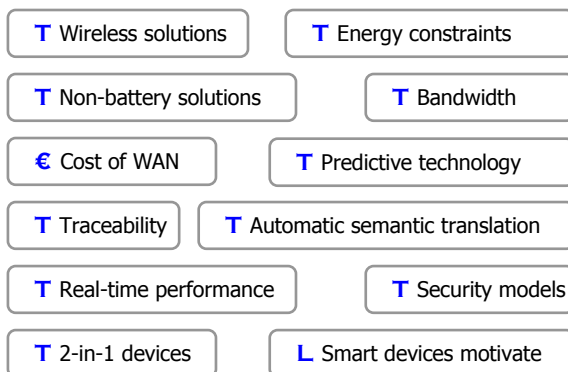 T Wireless solutions T Energy constraints
T Non-battery solutions T Bandwidth
€ Cost of WAN T Predictive technology
T Traceability T Automatic semantic translation
T Real-time performance T Security models
T 2-in-1 devices L Smart devices motivate